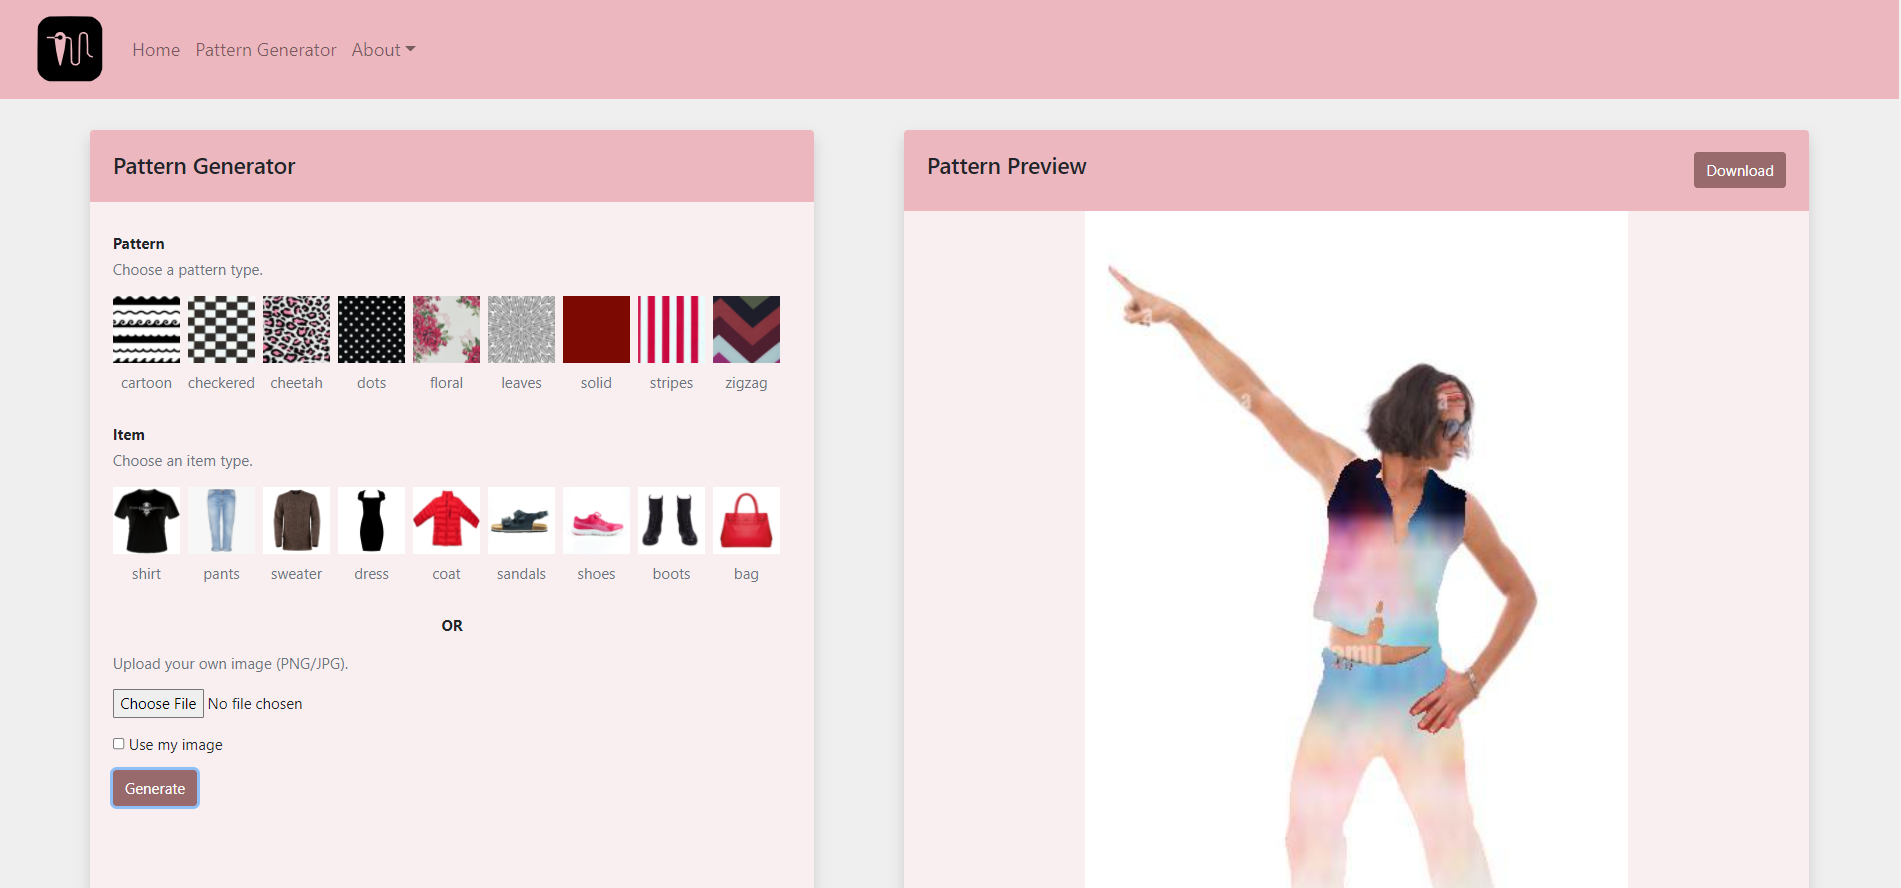 Home Pattern Generator About
Pattern Generator
Pattern
Choose a pattern type.
cartoon checkered cheetah dots floral leaves solid stripes zigzag
Item
Choose an item type.
shirt pants sweater dress coat sandals shoes boots bag
OR
Upload your own image (PNG/JPG).
Choose File No file chosen
Use my image
Generate
Pattern Preview
Download
a
a
a